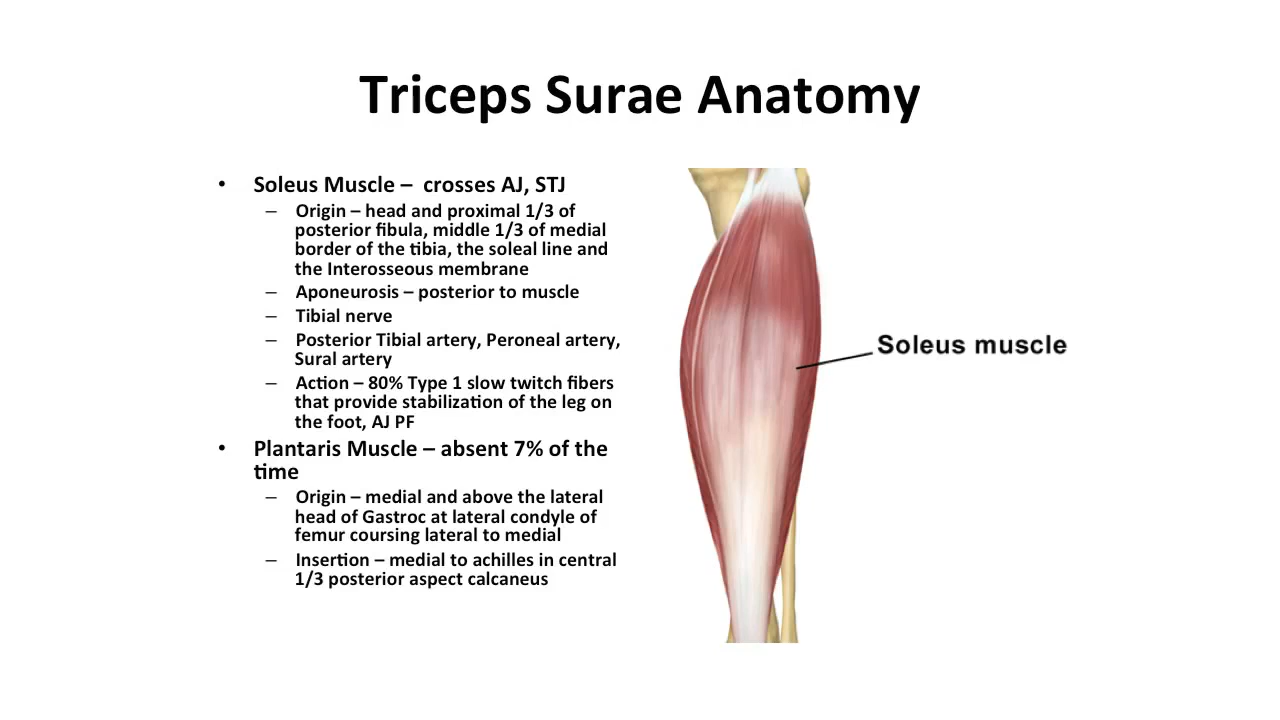 Triceps Surae Anatomy
• Soleus Muscle – crosses AJ, STJ
– Origin – head and proximal 1/3 of
posterior fibula, middle 1/3 of medial
border of the tibia, the soleal line and
the Interosseous membrane
– Aponeurosis – posterior to muscle
– Tibial nerve
– Posterior Tibial artery, Peroneal artery,
Sural artery
– Action – 80% Type 1 slow twitch fibers
that provide stabilization of the leg on
the foot, AJ PF
• Plantaris Muscle – absent 7% of the
time
– Origin – medial and above the lateral
head of Gastroc at lateral condyle of
femur coursing lateral to medial
– Insertion – medial to achilles in central
1/3 posterior aspect calcaneus
Soleus muscle